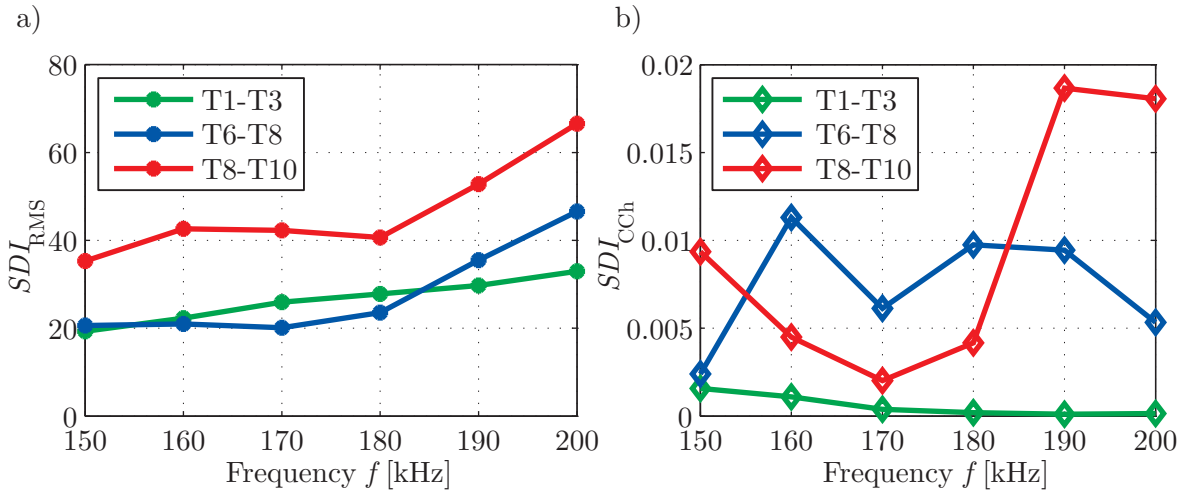 a)
80
60
40
20
0
SDI_RMS
T1-T3
T6-T8
T8-T10
150 160 170 180 190 200
Frequency f [kHz]
b)
0.02
0.015
0.01
0.005
0
SDI_CCh
T1-T3
T6-T8
T8-T10
150 160 170 180 190 200
Frequency f [kHz]